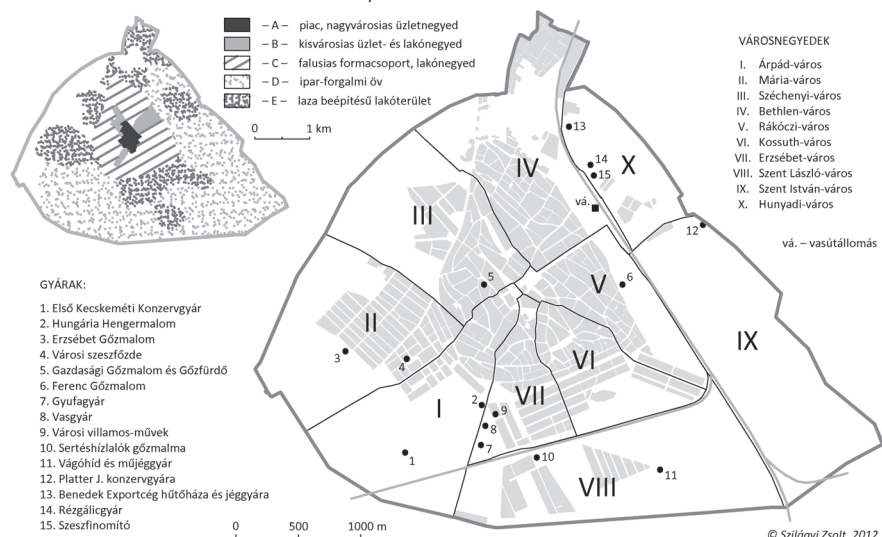 – A – piac, nagyvárosias üzletnegyed
– B – kisvárosias üzlet- és lakónegyed
– C – falusias formacsoport, lakónegyed
– D – ipar-forgalmi öv
– E – laza beépítésű lakóterület
0 1 km
VÁROSNEGYEDEK
I. Árpád-város
II. Mária-város
III. Széchenyi-város
IV. Bethlen-város
V. Rákóczi-város
VI. Kossuth-város
VII. Erzsébet-város
VIII. Szent László-város
IX. Szent István-város
X. Hunyadi-város
vá. – vasútállomás
GYÁRAK:
1. Első Kecskeméti Konzervgyár
2. Hungária Hengermalom
3. Erzsébet Gőzmalom
4. Városi szeszfőzde
5. Gazdasági Gőzmalom és Gőzfürdő
6. Ferenc Gőzmalom
7. Gyufagyár
8. Vasgyár
9. Városi villamos-művek
10. Sertéshízlalók gőzmalma
11. Vágóhíd és műjéggyár
12. Platter J. konzervgyára
13. Benedek Exportcég hűtőháza és jéggyára
14. Rézgálicgyár
15. Szeszfinomító
13
IV
14
X
15
vá.
III
12
5
V
6
II
IX
3
4
VI
VII
I
2
9
8
7
1
10
11
VIII
0 500 1000 m
© Szilágyi Zsolt, 2012